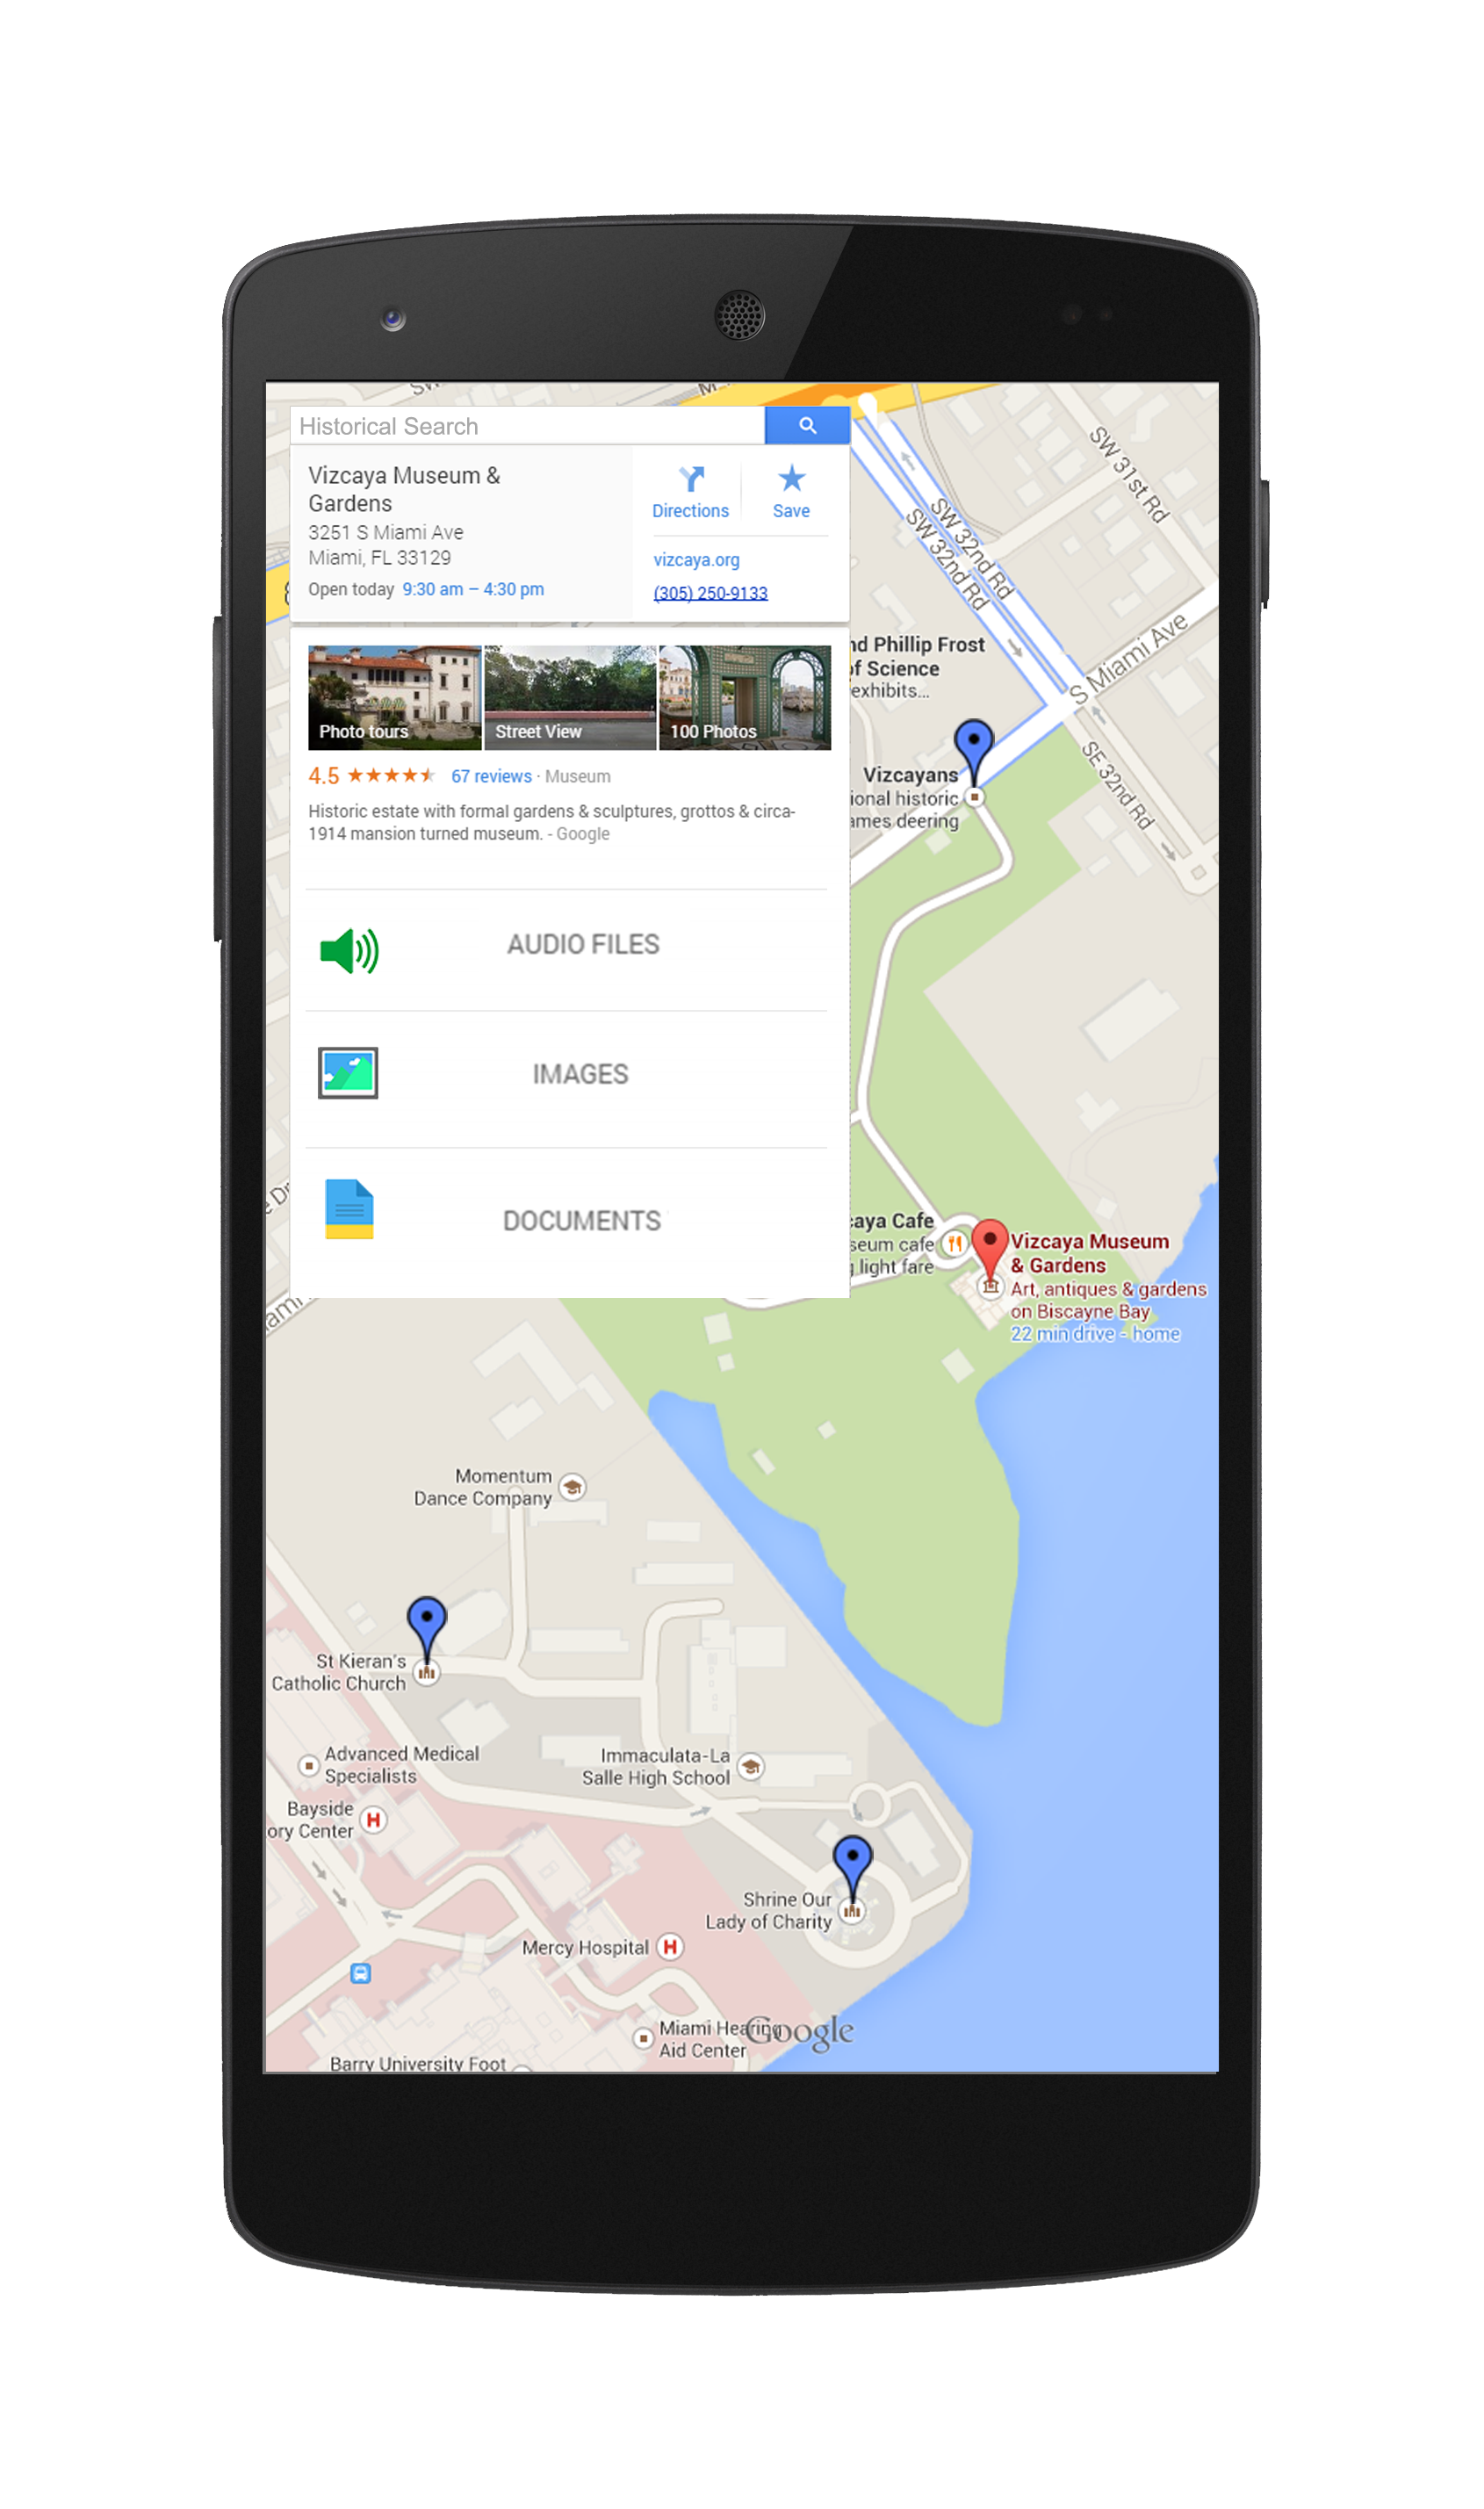 Historical Search
Vizcaya Museum &
Gardens
3251 S Miami Ave
Miami, FL 33129
Open today 9:30 am – 4:30 pm
Directions
Save
vizcaya.org
(305) 250-9133
Photo tours
Street View
100 Photos
4.5
67 reviews · Museum
Historic estate with formal gardens & sculptures, grottos & circa-
1914 mansion turned museum. - Google
AUDIO FILES
IMAGES
DOCUMENTS
SW 31st Rd
SW 32nd Rd
SW 32nd Rd
S Miami Ave
SE 32nd Rd
nd Phillip Frost
of Science
exhibits...
Vizcayans
ional historic
ames deering
caya Cafe
seum cafe
light fare
Vizcaya Museum
& Gardens
Art, antiques & gardens
on Biscayne Bay
22 min drive - home
Momentum
Dance Company
St Kieran's
Catholic Church
Advanced Medical
Specialists
Immaculata-La
Salle High School
Bayside
ory Center
H
Shrine Our
Lady of Charity
Mercy Hospital H
Miami Hearing
Aid Center
Google
Barry University Foot